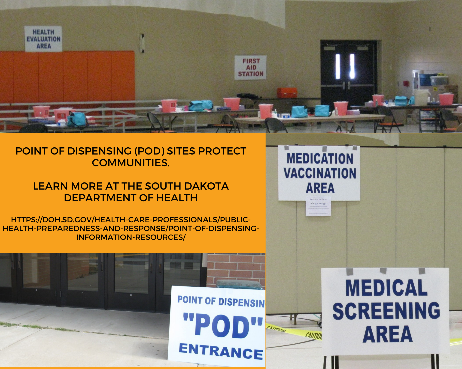 HEALTH
EVALUATION
AREA
FIRST
AID
STATION
POINT OF DISPENSING (POD) SITES PROTECT
COMMUNITIES.
LEARN MORE AT THE SOUTH DAKOTA
DEPARTMENT OF HEALTH
HTTPS://DOH.SD.GOV/HEALTH-CARE-PROFESSIONALS/PUBLIC-
HEALTH-PREPAREDNESS-AND-RESPONSE/POINT-OF-DISPENSING-
INFORMATION-RESOURCES/
MEDICATION
VACCINATION
AREA
MEDICAL
SCREENING
AREA
CAUTION
POINT OF DISPENSIN
"POD"
ENTRANCE